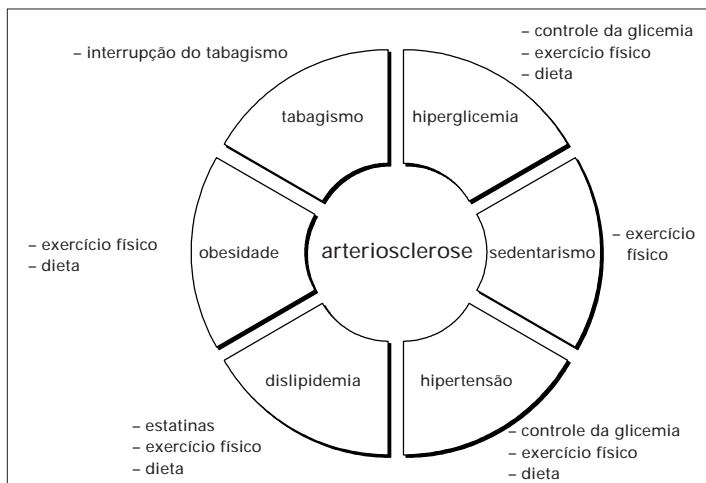 – interrupção do tabagismo
– controle da glicemia
– exercício físico
– dieta
tabagismo
hiperglicemia
– exercício físico
– dieta
obesidade
arteriosclerose
sedentarismo
– exercício
físico
dislipidemia
hipertensão
– estatinas
– exercício físico
– dieta
– controle da glicemia
– exercício físico
– dieta